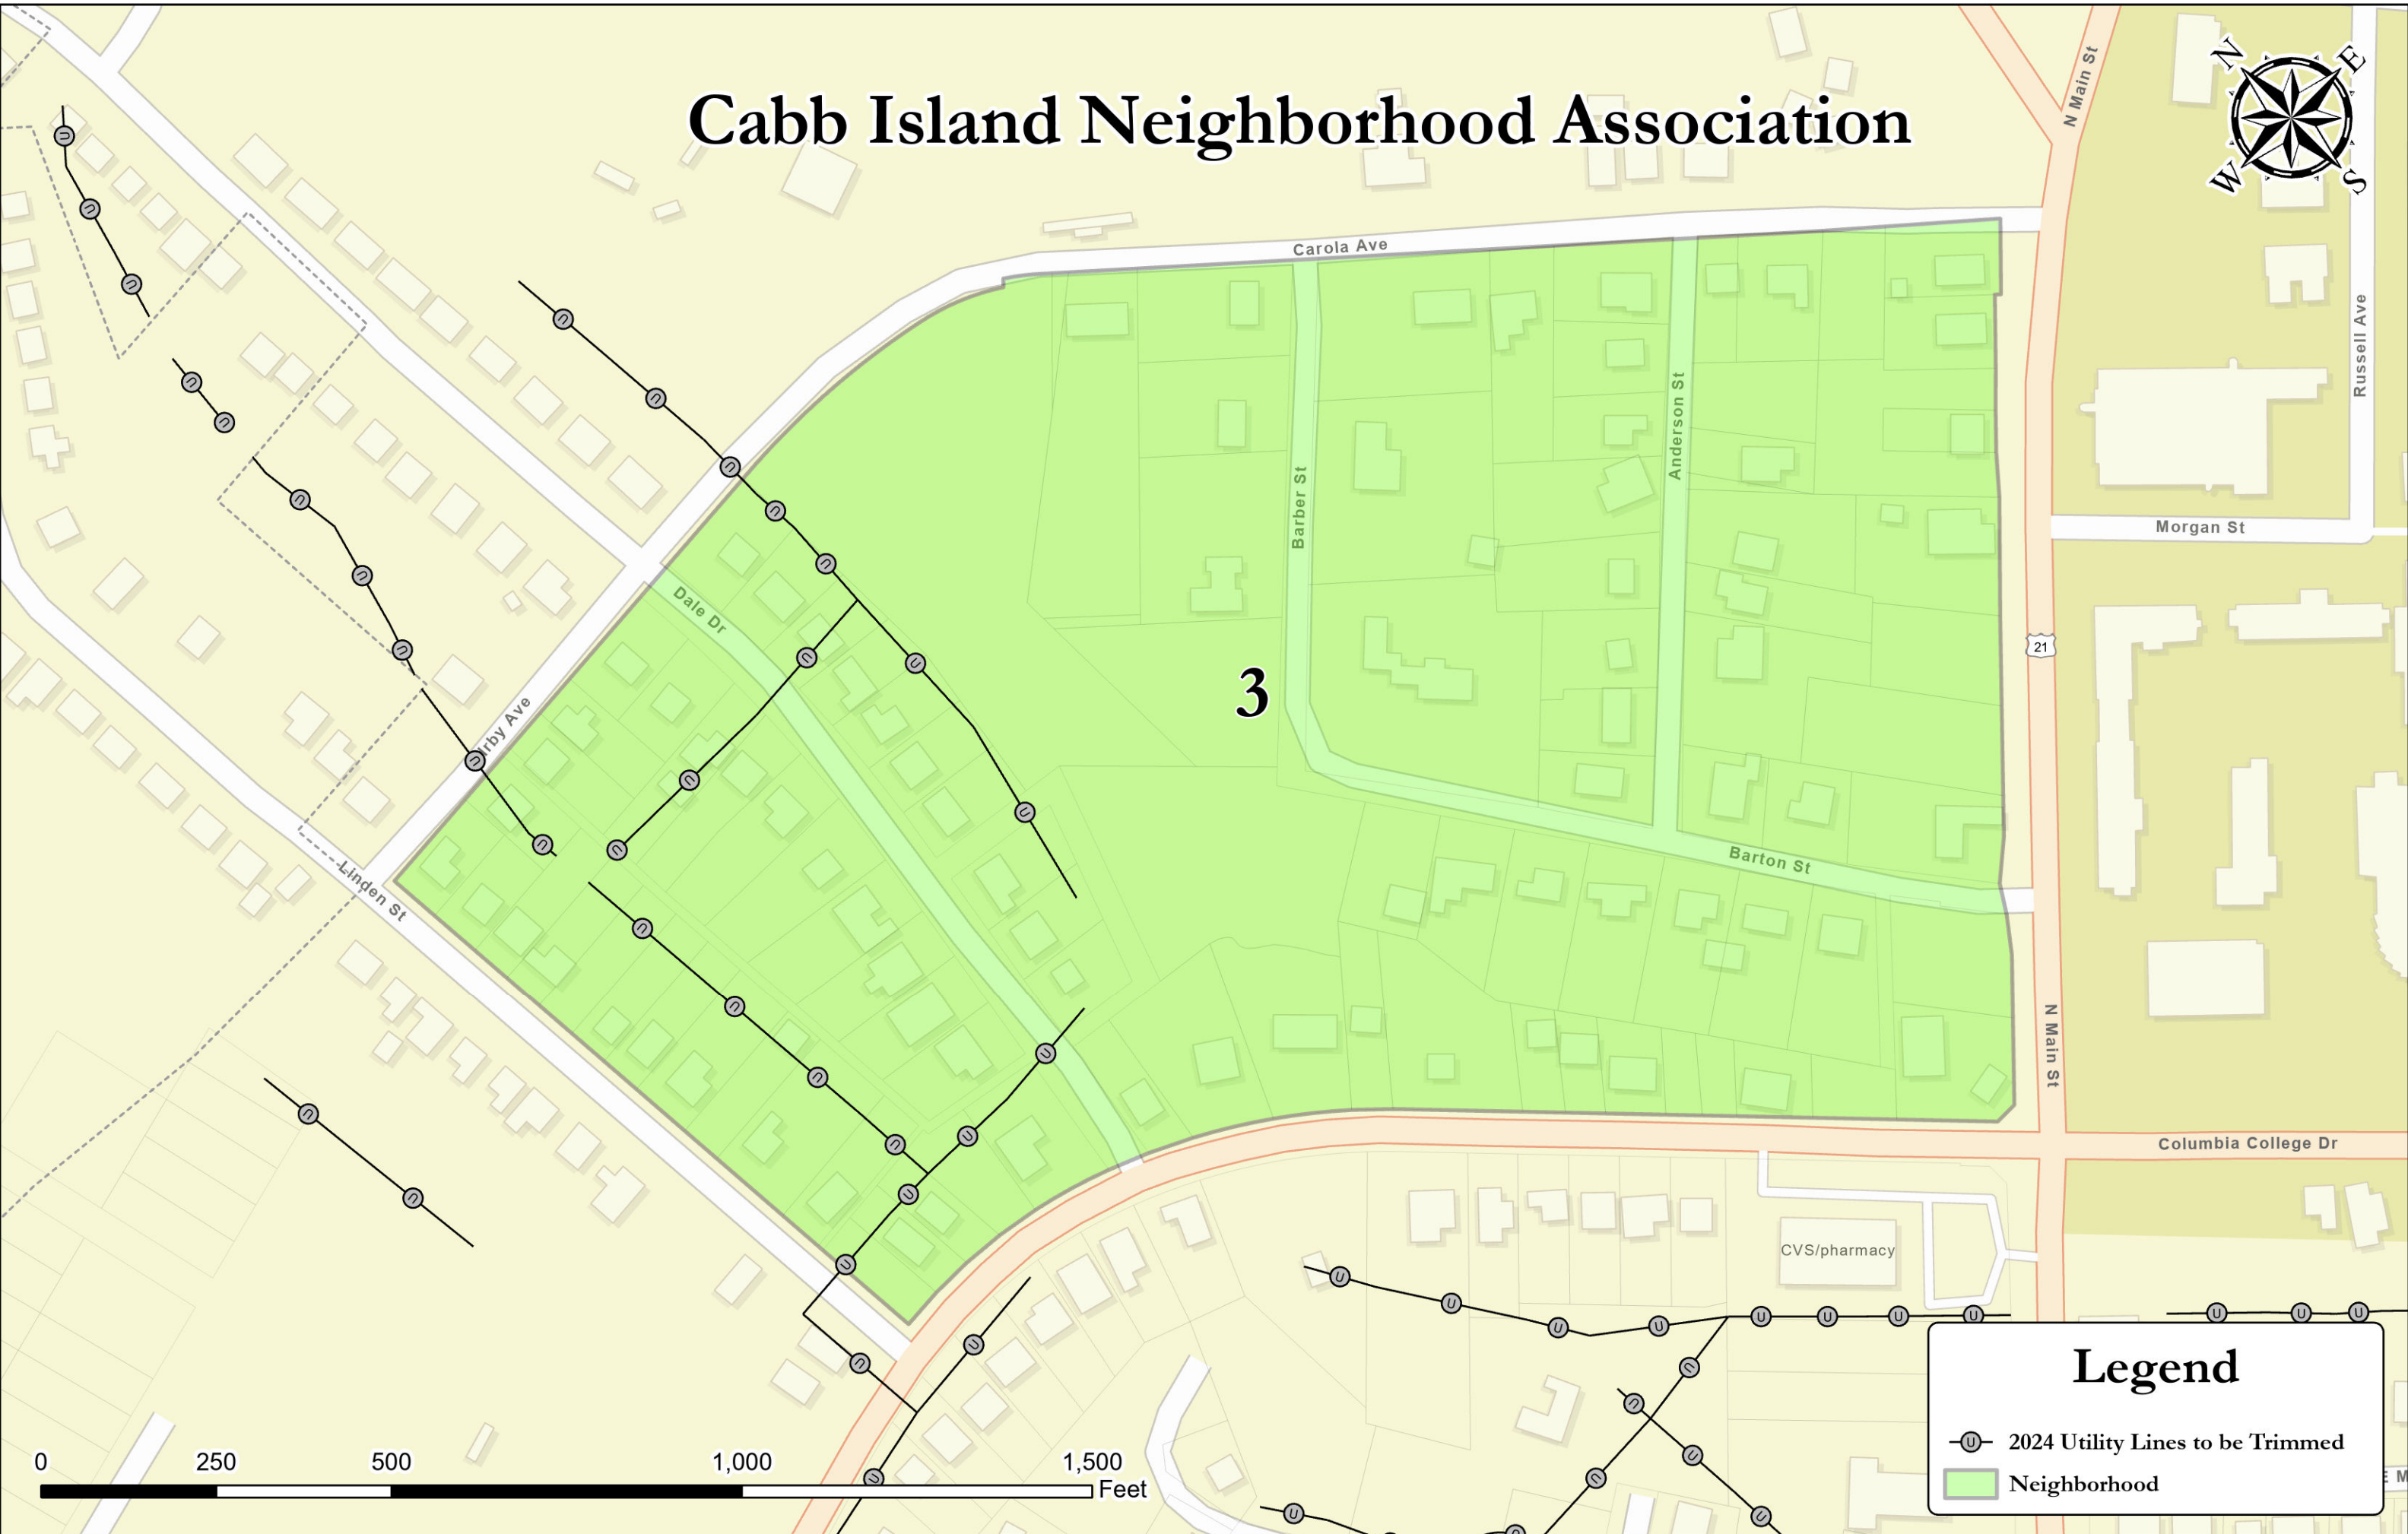 Cabb Island Neighborhood Association
N
E
W
S
N Main St
Carola Ave
Russell Ave
Anderson St
Barber St
Morgan St
Dale Dr
21
3
Irby Ave
Barton St
Linden St
N Main St
Columbia College Dr
CVS/pharmacy
Legend
2024 Utility Lines to be Trimmed
Neighborhood
0 250 500 1,000 1,500
Feet
E M